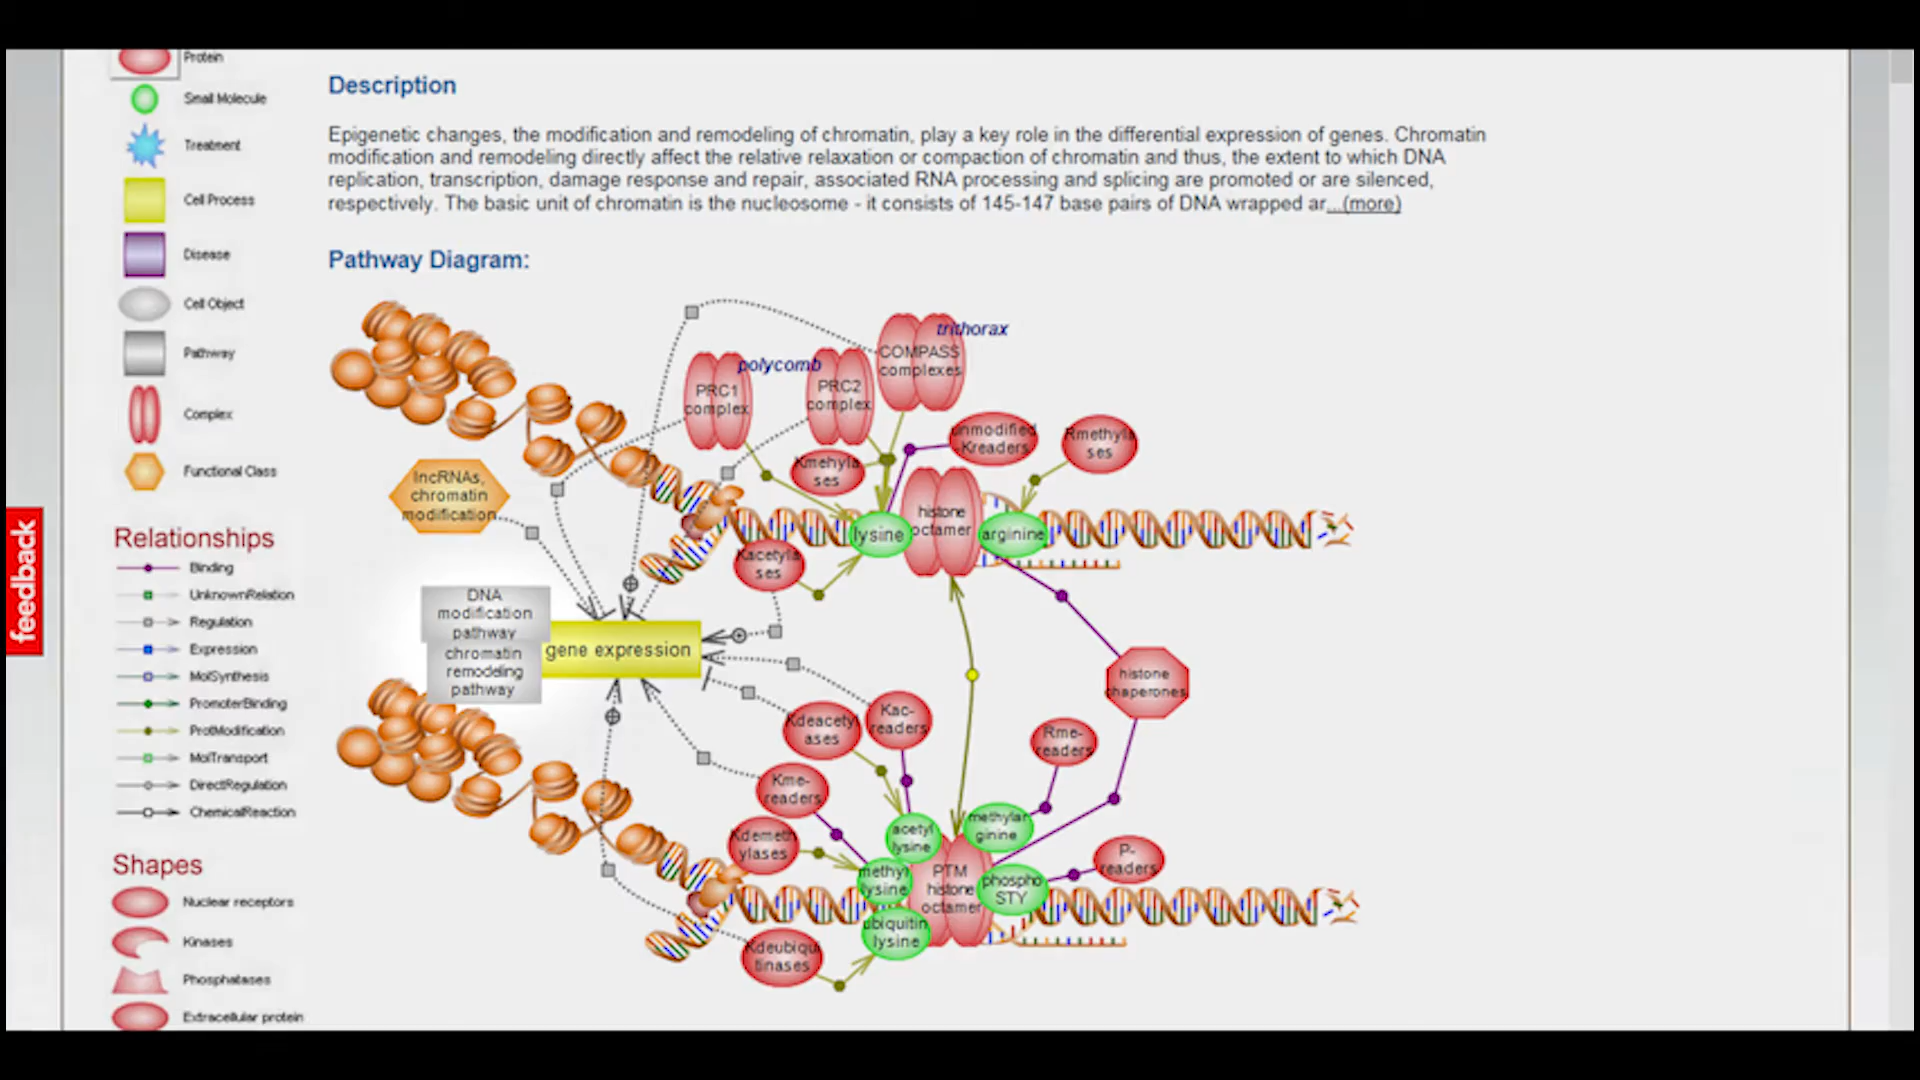 Protein
Small Molecule
Treatment
Cell Process
Disease
Cell Object
Pathway
Complex
Functional Class
Relationships
Binding
UnknownRelation
Regulation
Expression
MolSynthesis
PromoterBinding
ProtModification
MolTransport
DirectRegulation
ChemicalReaction
Shapes
Nuclear receptors
Kinases
Phosphatases
Extracellular protein
feedback
Description
Epigenetic changes, the modification and remodeling of chromatin, play a key role in the differential expression of genes. Chromatin
modification and remodeling directly affect the relative relaxation or compaction of chromatin and thus, the extent to which DNA
replication, transcription, damage response and repair, associated RNA processing and splicing are promoted or are silenced,
respectively. The basic unit of chromatin is the nucleosome - it consists of 145-147 base pairs of DNA wrapped ar...(more)
Pathway Diagram:
trithorax
COMPASS
complexes
polycomb
PRC1
complex
PRC2
complex
unmodified
Kreaders
Rmethyla
ses
Kmehyla
ses
lncRNAs,
chromatin
modification
lysine
histone
octamer
arginine
Kacetyla
ses
DNA
modification
pathway
chromatin
remodeling
pathway
gene expression
histone
chaperones
Kdeacetyl
ases
Kac-
readers
Rme-
readers
Kme-
readers
Kdemeth
ylases
acetyl
lysine
methylar
ginine
methyl
lysine
PTM
histone
octamer
phospho
STY
P-
readers
ubiquitin
lysine
Kdeubiqui
tinases